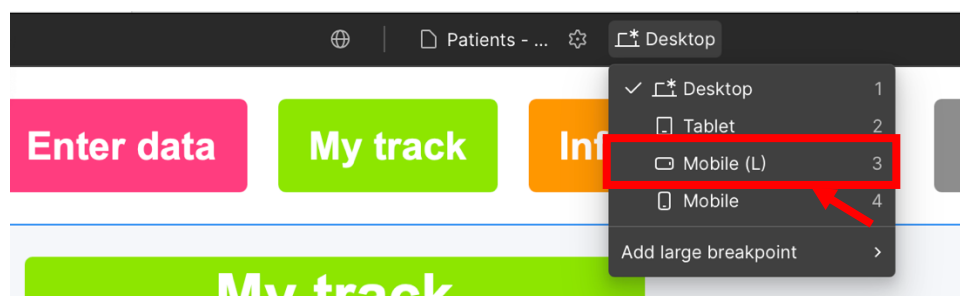 Patients - ... Desktop
Desktop 1
Tablet 2
Enter data My track Inf Mobile (L) 3
Mobile 4
Add large breakpoint
My track